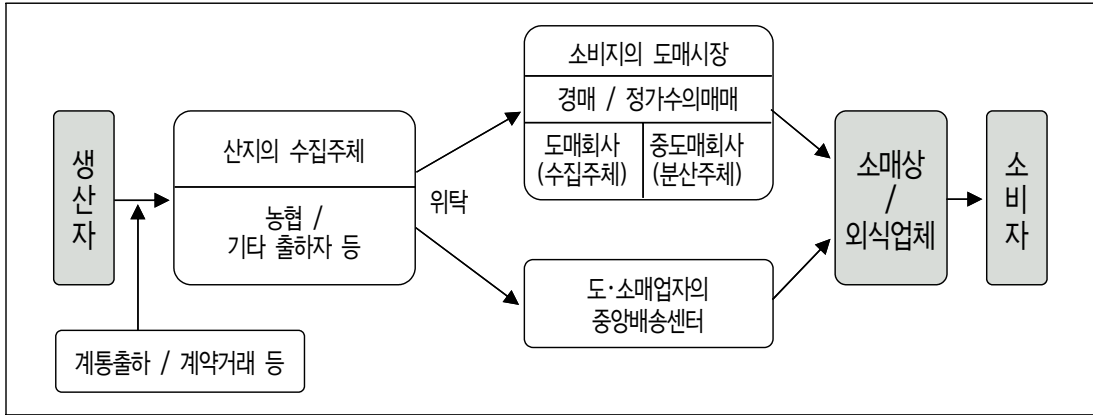 생
산
자
산지의 수집주체
농협 /
기타 출하자 등
계통출하 / 계약거래 등
위탁
소비지의 도매시장
경매 / 정가수의매매
도매회사
(수집주체)
중도매회사
(분산주체)
도·소매업자의
중앙배송센터
소매상
/
외식업체
소
비
자